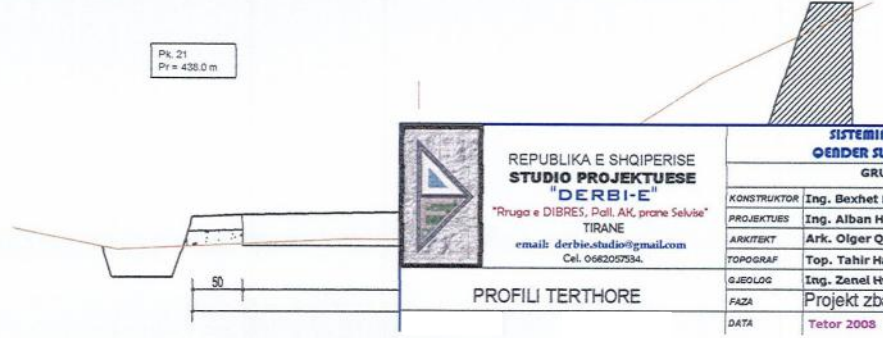 Pk. 21
Pr = 438.0 m
50
REPUBLIKA E SHQIPERISE
STUDIO PROJEKTUESE
"DERBI-E"
"Rruga e DIBRES, Pall. AK, prane Selvise"
TIRANE
email: derbie.studio@gmail.com
Cel. 0682057534.
PROFILI TERTHORE
SISTEMI
QENDER
KONSTRUKTOR Ing. Bexhet
PROJEKTUES Ing. Alban
ARKITEKT Ark. Olger
TOPOGRAF Top. Tahir
GJEOLOG Ing. Zenel
FAZA Projekt
DATA Tetor 2008